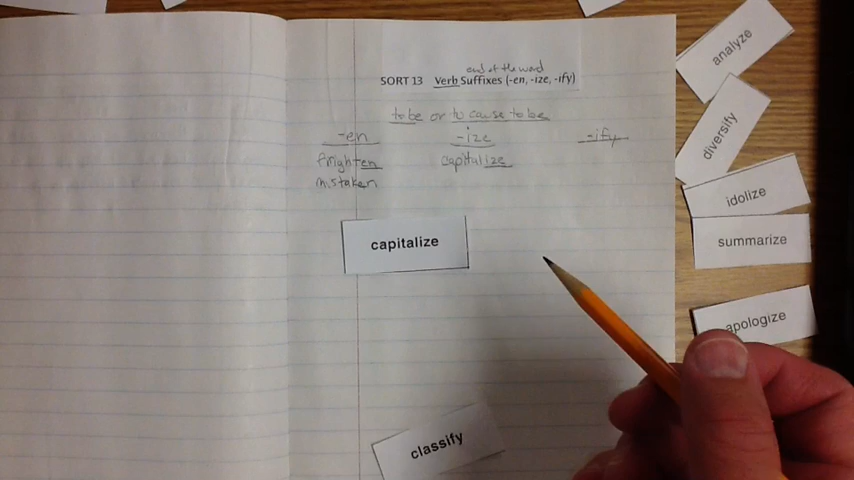 end of the word
SORT 13 Verb Suffixes (-en, -ize, -ify)
to be or to cause to be
-en -ize -ify
frighten capitalize
mistaken
capitalize
classify
analyze
diversify
idolize
summarize
apologize